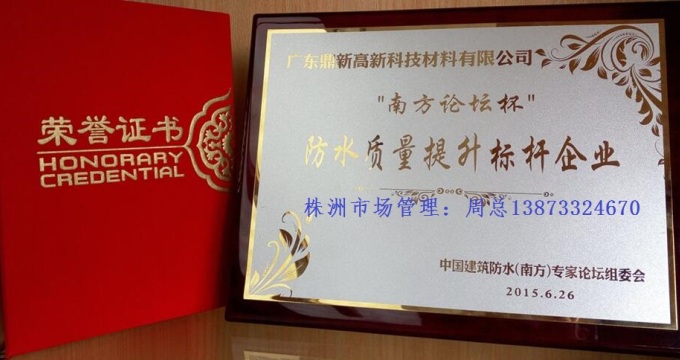 荣誉证书
HONORARY
CREDENTIAL
广东鼎新高新科技材料有限公司
"南方论坛杯"
防水质量提升标杆企业
株洲市场管理：周总13873324670
中国建筑防水(南方)专家论坛组委会
2015.6.26